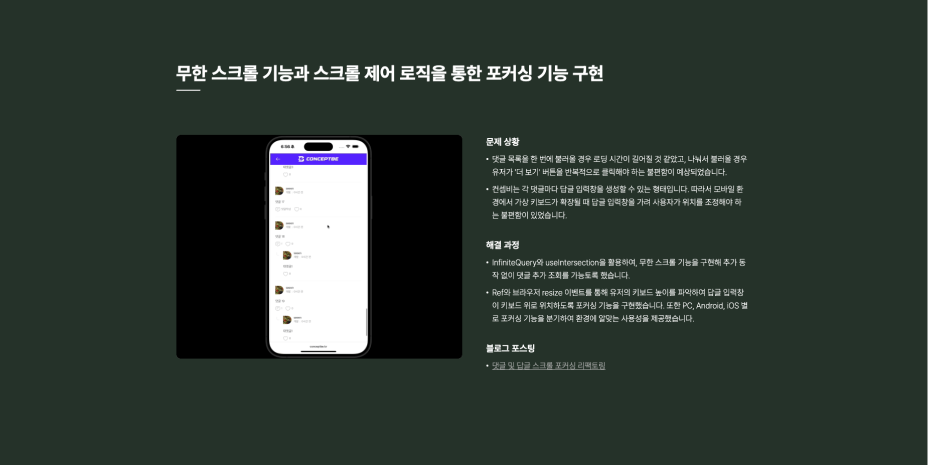 무한 스크롤 기능과 스크롤 제어 로직을 통한 포커싱 기능 구현
CONCEPTBE
문제 상황
• 댓글 목록을 한 번에 불러올 경우 로딩 시간이 길어질 것 같았고, 나눠서 불러올 경우
유저가 '더 보기' 버튼을 반복적으로 클릭해야 하는 불편함이 예상되었습니다.
• 컨셉비는 각 댓글마다 답글 입력창을 생성할 수 있는 형태입니다. 따라서 모바일 환
경에서 가상 키보드가 확장될 때 답글 입력창을 가려 사용자가 위치를 조정해야 하
는 불편함이 있었습니다.
해결 과정
• InfiniteQuery와 useIntersection을 활용하여, 무한 스크롤 기능을 구현해 추가 동
작 없이 댓글 추가 조회를 가능토록 했습니다.
• Ref와 브라우저 resize 이벤트를 통해 유저의 키보드 높이를 파악하여 답글 입력창
이 키보드 위로 위치하도록 포커싱 기능을 구현했습니다. 또한 PC, Android, iOS 별
로 포커싱 기능을 분기하여 환경에 알맞는 사용성을 제공했습니다.
블로그 포스팅
• 댓글 및 답글 스크롤 포커싱 리팩토링